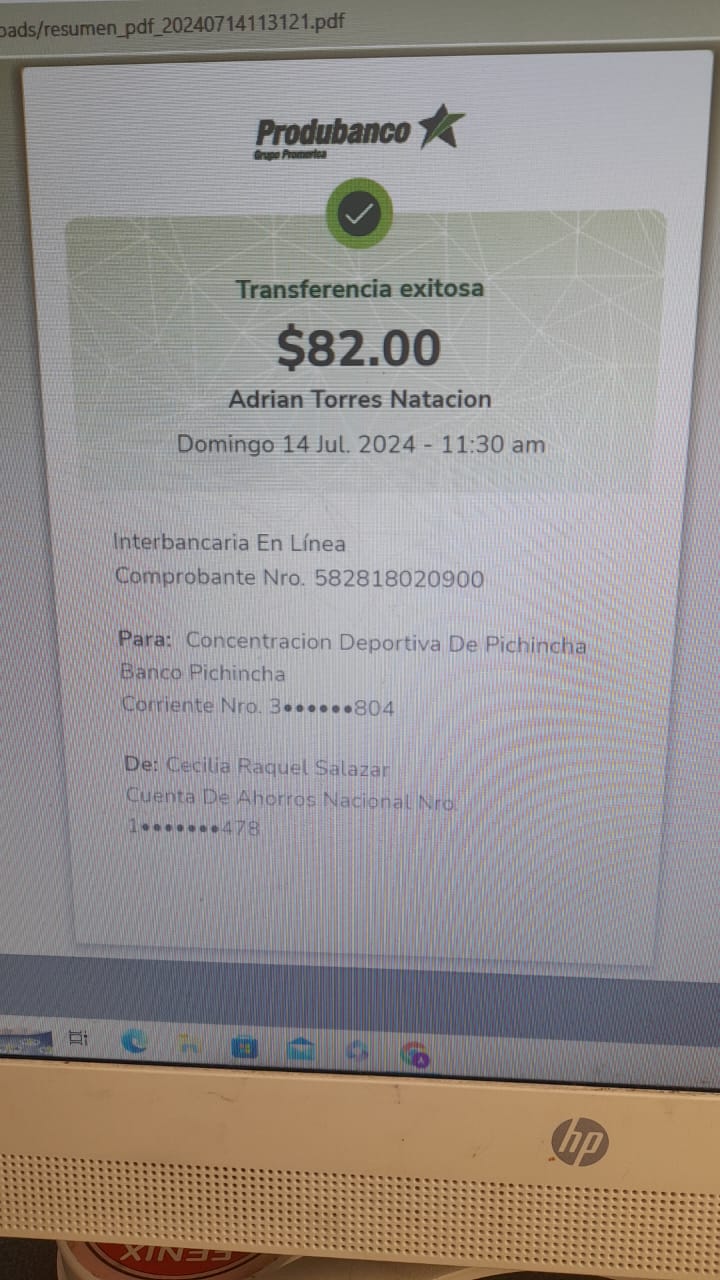 oads/resumen_pdf_20240714113121.pdf
Produbanco
Grupo Promerica
Transferencia exitosa
$82.00
Adrian Torres Natacion
Domingo 14 Jul. 2024 - 11:30 am
Interbancaria En Línea
Comprobante Nro. 582818020900
Para: Concentracion Deportiva De Pichincha
Banco Pichincha
Corriente Nro. 3••••••804
De: Cecilia Raquel Salazar
Cuenta De Ahorros Nacional Nro.
1•••••••478
hp